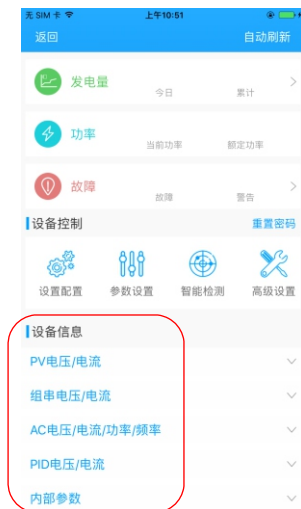 无SIM卡 上午10:51
返回 自动刷新
发电量 今日 累计
功率 当前功率 额定功率
故障 故障 警告
设备控制 重置密码
设置配置 参数设置 智能检测 高级设置
设备信息
PV电压/电流
组串电压/电流
AC电压/电流/功率/频率
PID电压/电流
内部参数